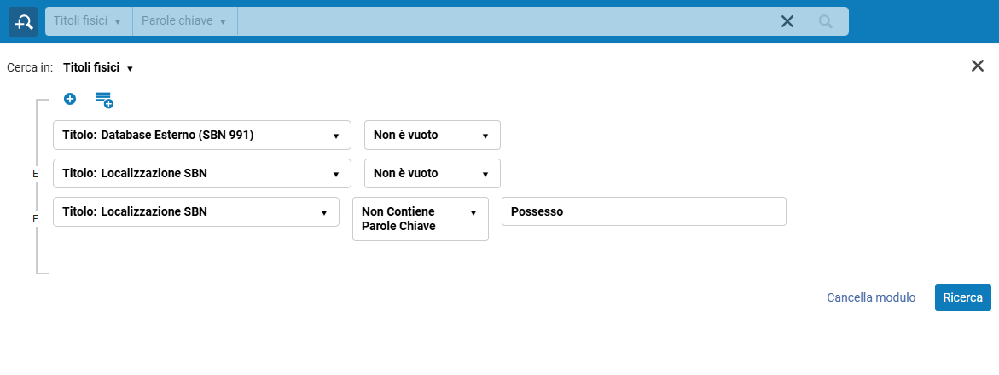 Titoli fisici Parole chiave
Cerca in: Titoli fisici
Titolo: Database Esterno (SBN 991) Non è vuoto
E Titolo: Localizzazione SBN Non è vuoto
E Titolo: Localizzazione SBN Non Contiene Possesso
Parole Chiave
Cancella modulo Ricerca